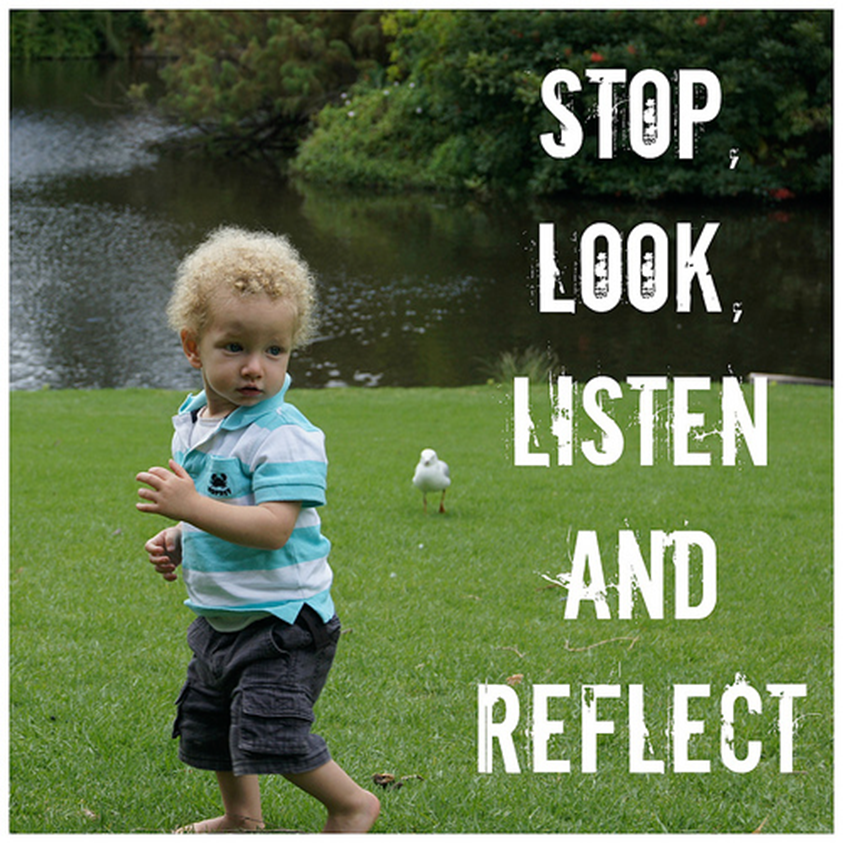 STOP,
LOOK,
LISTEN
AND
REFLECT